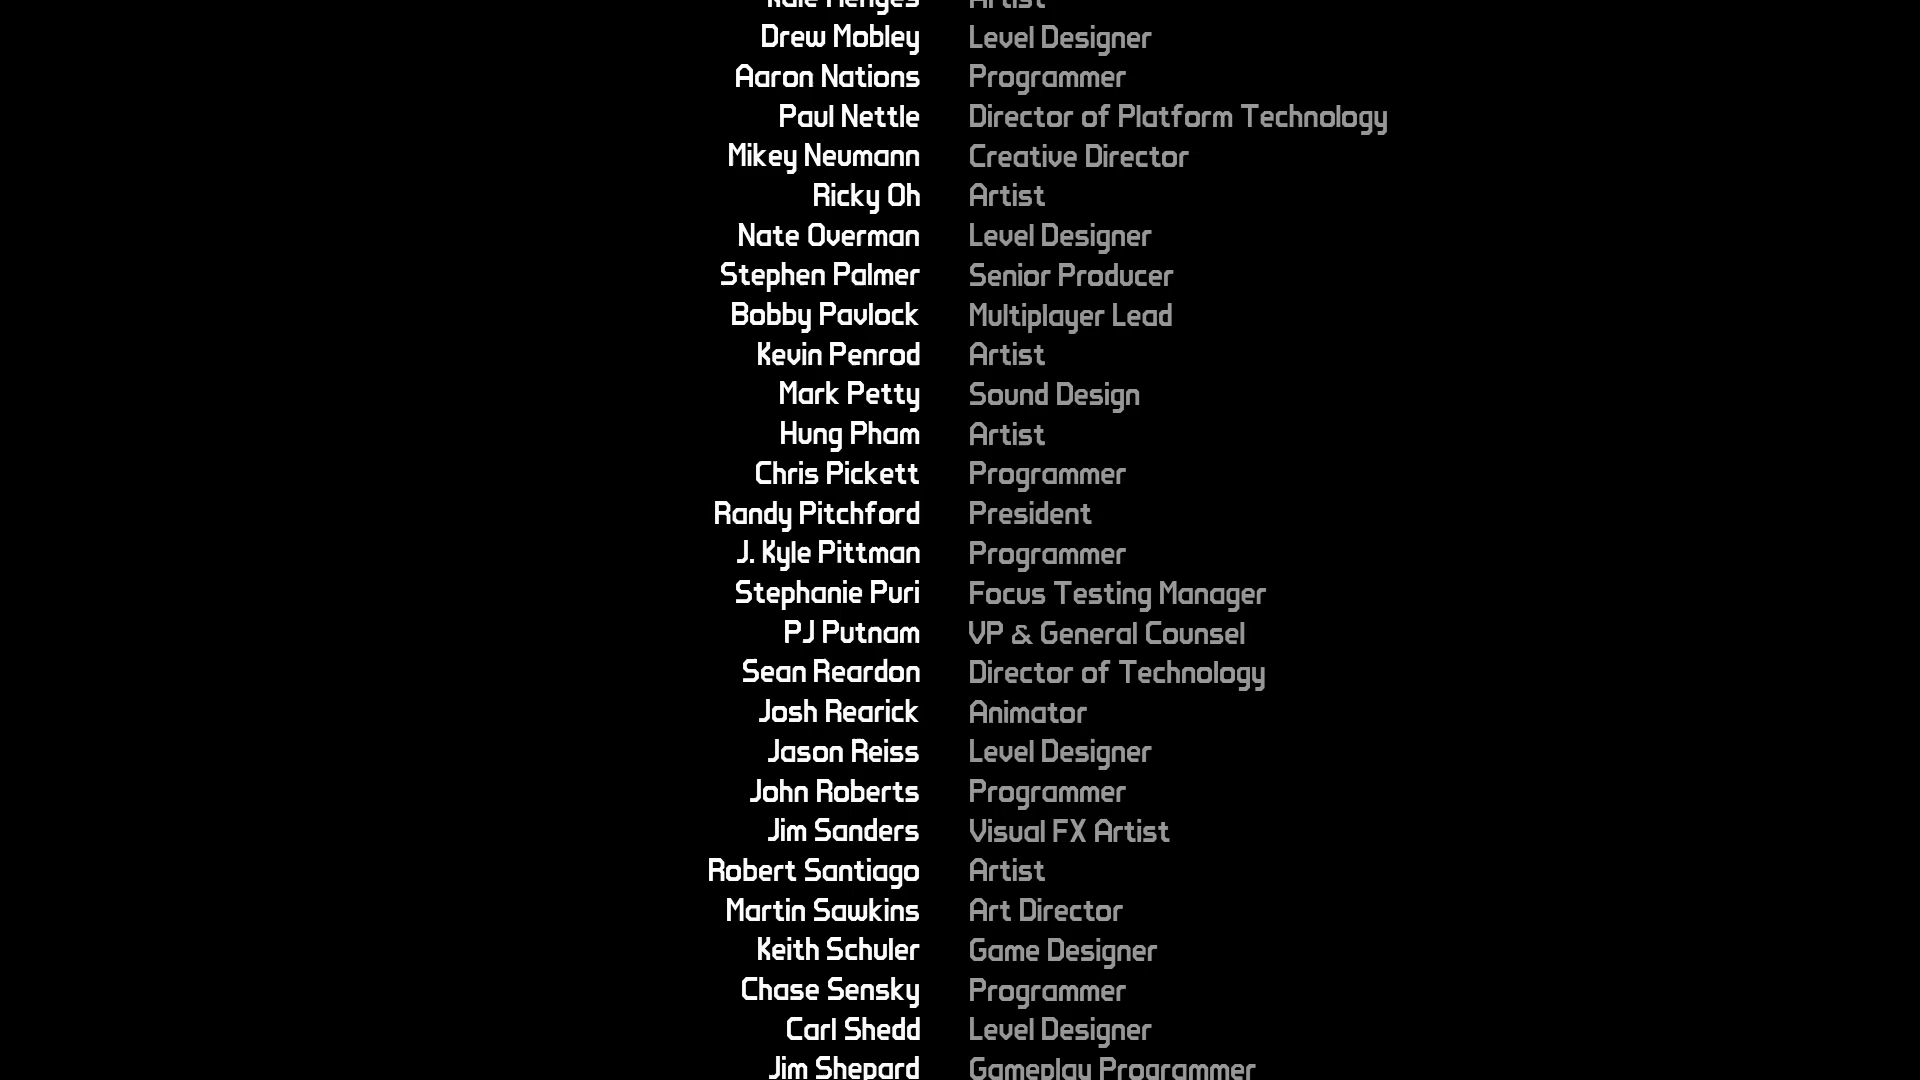 Drew Mobley Level Designer
Aaron Nations Programmer
Paul Nettle Director of Platform Technology
Mikey Neumann Creative Director
Ricky Oh Artist
Nate Overman Level Designer
Stephen Palmer Senior Producer
Bobby Pavlock Multiplayer Lead
Kevin Penrod Artist
Mark Petty Sound Design
Hung Pham Artist
Chris Pickett Programmer
Randy Pitchford President
J. Kyle Pittman Programmer
Stephanie Puri Focus Testing Manager
PJ Putnam VP & General Counsel
Sean Reardon Director of Technology
Josh Rearick Animator
Jason Reiss Level Designer
John Roberts Programmer
Jim Sanders Visual FX Artist
Robert Santiago Artist
Martin Sawkins Art Director
Keith Schuler Game Designer
Chase Sensky Programmer
Carl Shedd Level Designer
Jim Shepard Gameplay Programmer